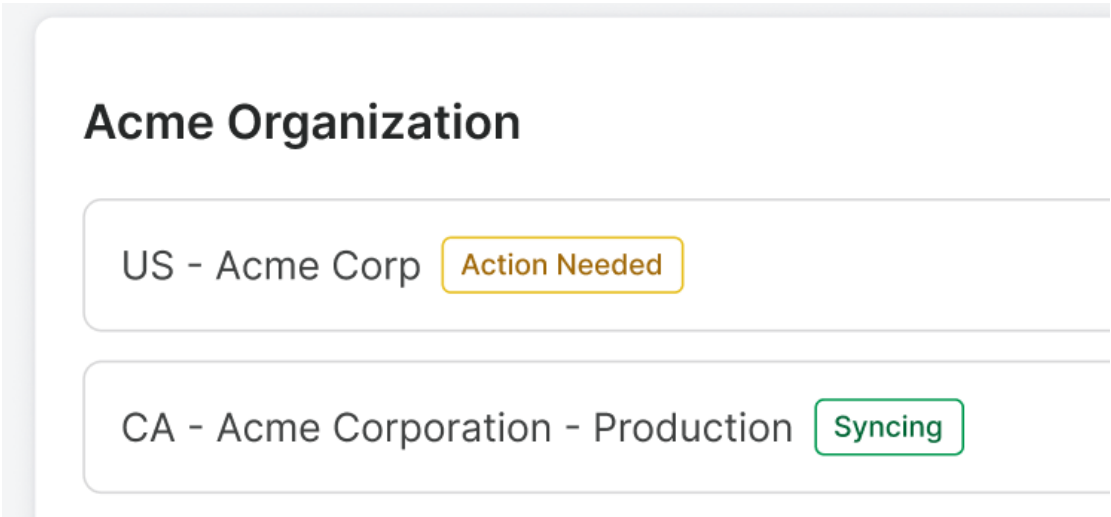 Acme Organization
US - Acme Corp Action Needed
CA - Acme Corporation - Production Syncing